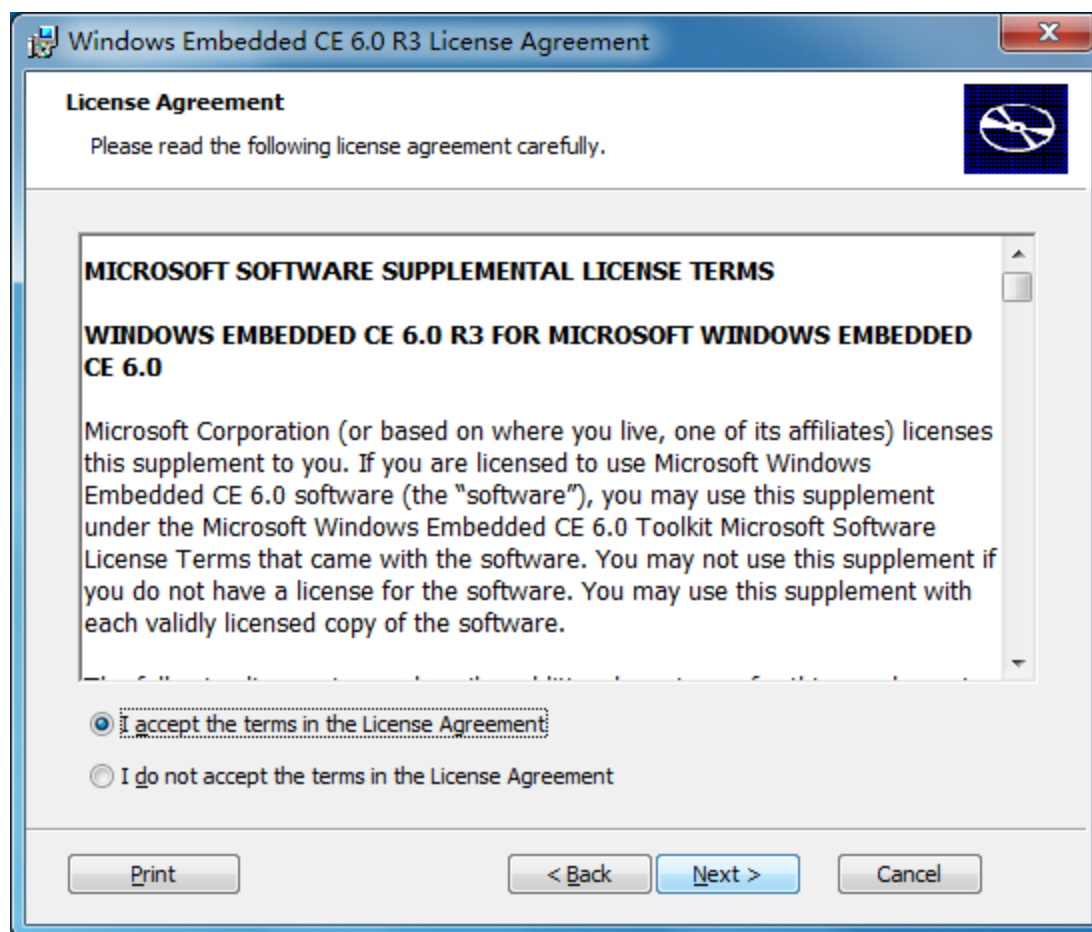 Windows Embedded CE 6.0 R3 License Agreement
License Agreement
Please read the following license agreement carefully.
MICROSOFT SOFTWARE SUPPLEMENTAL LICENSE TERMS
WINDOWS EMBEDDED CE 6.0 R3 FOR MICROSOFT WINDOWS EMBEDDED
CE 6.0
Microsoft Corporation (or based on where you live, one of its affiliates) licenses
this supplement to you. If you are licensed to use Microsoft Windows
Embedded CE 6.0 software (the “software”), you may use this supplement
under the Microsoft Windows Embedded CE 6.0 Toolkit Microsoft Software
License Terms that came with the software. You may not use this supplement if
you do not have a license for the software. You may use this supplement with
each validly licensed copy of the software.
I accept the terms in the License Agreement
I do not accept the terms in the License Agreement
Print
< Back
Next >
Cancel